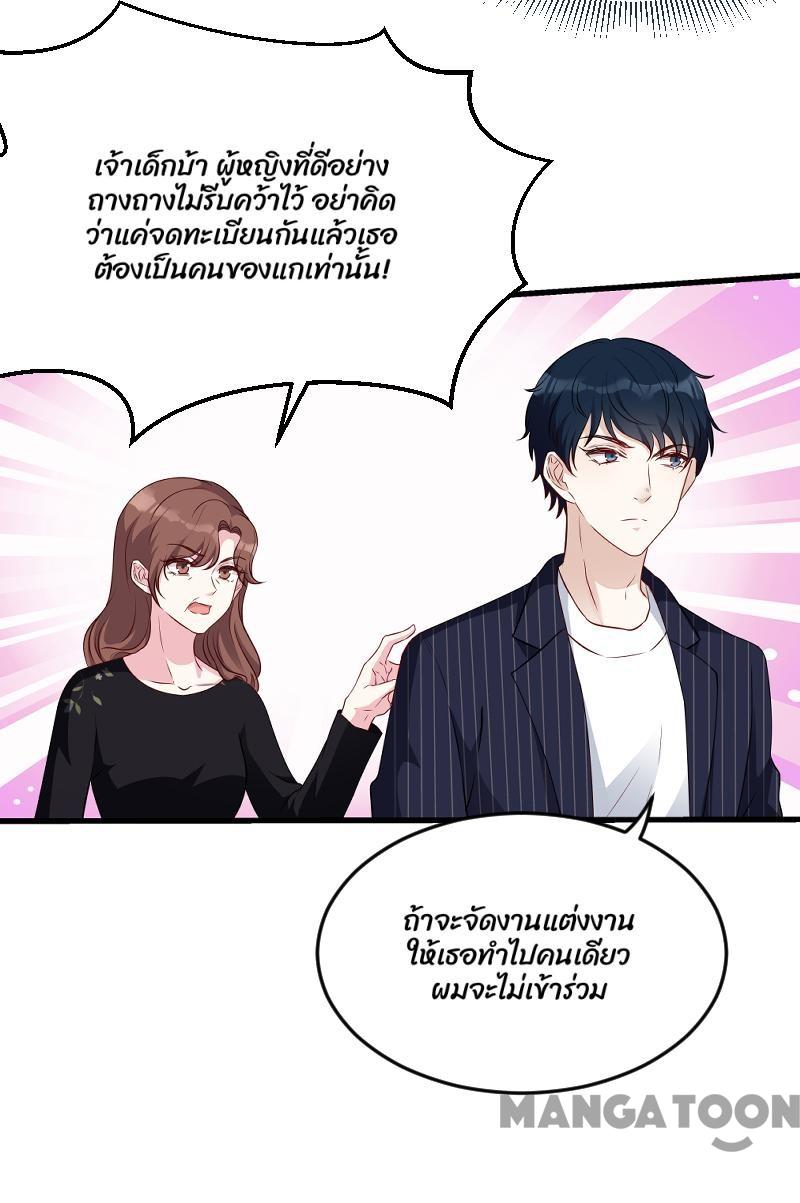 เจ้าเด็กบ้า ผู้หญิงที่ดีอย่าง
ถางถางไม่รีบคว้าไว้ อย่าคิด
ว่าแค่จดทะเบียนกันแล้วเธอ
ต้องเป็นคนของแกเท่านั้น!
ถ้าจะจัดงานแต่งงาน
ให้เธอทำไปคนเดียว
ผมจะไม่เข้าร่วม
MANGATOON